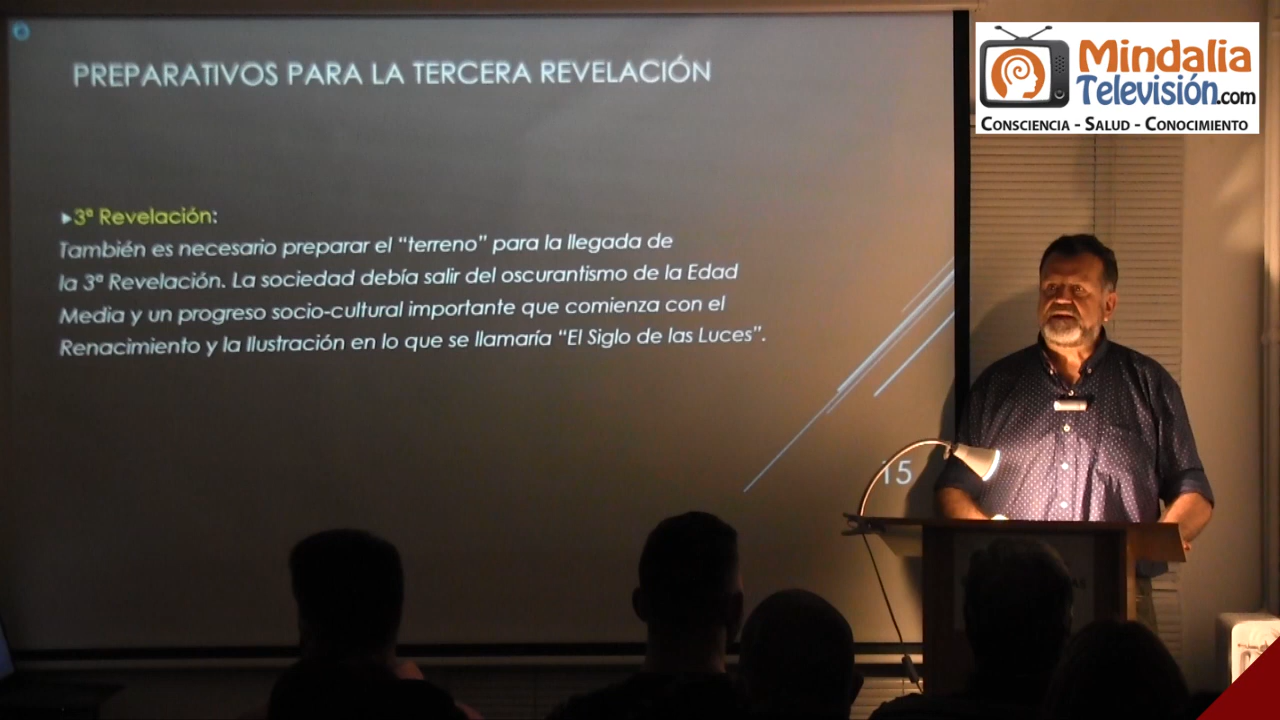 PREPARATIVOS PARA LA TERCERA REVELACIÓN
▸3ª Revelación:
También es necesario preparar el “terreno” para la llegada de
la 3ª Revelación. La sociedad debía salir del oscurantismo de la Edad
Media y un progreso socio-cultural importante que comienza con el
Renacimiento y la Ilustración en lo que se llamaría “El Siglo de las Luces”.
15
Mindalia
Televisión.com
CONSCIENCIA - SALUD - CONOCIMIENTO